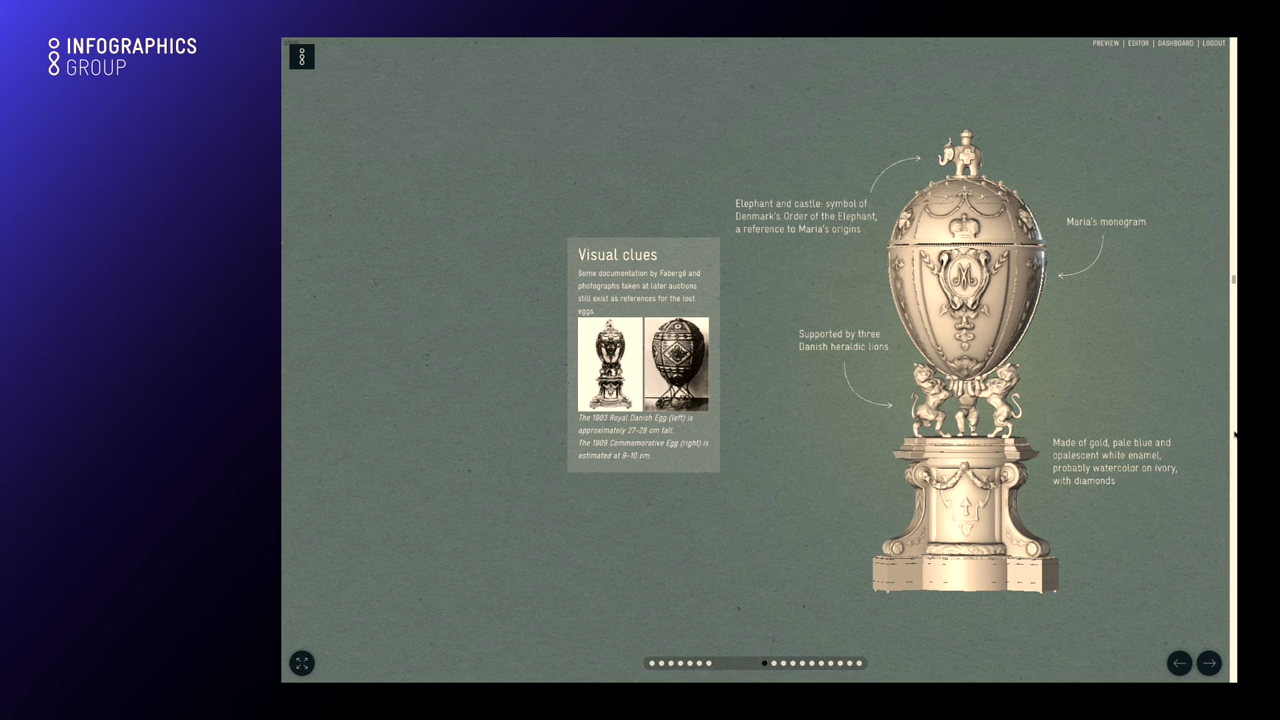 INFOGRAPHICS
GROUP
PREVIEW | EDITOR | DASHBOARD | LOGOUT
Elephant and castle: symbol of
Denmark's Order of the Elephant,
a reference to Maria's origins
Maria's monogram
Visual clues
Some documentation by Fabergé and
photographs taken at later auctions
still exist as references for the lost
eggs.
Supported by three
Danish heraldic lions
The 1903 Royal Danish Egg (left) is
approximately 27-28 cm tall.
The 1909 Commemorative Egg (right) is
estimated at 9-10 cm.
Made of gold, pale blue and
opalescent white enamel,
probably watercolor on ivory,
with diamonds